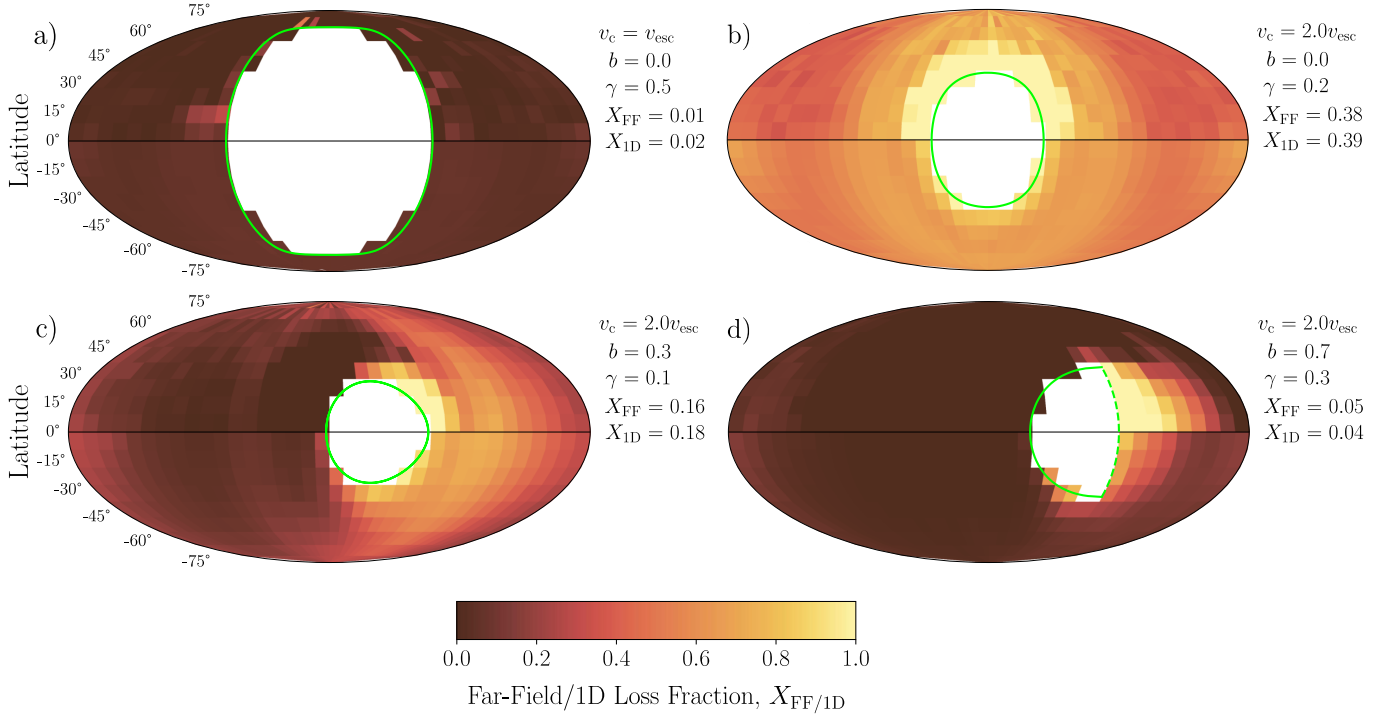 a)
75°
60°
45°
30°
15°
0°
-15°
-30°
-45°
-60°
-75°
Latitude
v_c = v_esc
b = 0.0
γ = 0.5
X_FF = 0.01
X_1D = 0.02
b)
v_c = 2.0v_esc
b = 0.0
γ = 0.2
X_FF = 0.38
X_1D = 0.39
c)
75°
60°
45°
30°
15°
0°
-15°
-30°
-45°
-60°
-75°
Latitude
v_c = 2.0v_esc
b = 0.3
γ = 0.1
X_FF = 0.16
X_1D = 0.18
d)
v_c = 2.0v_esc
b = 0.7
γ = 0.3
X_FF = 0.05
X_1D = 0.04
0.0 0.2 0.4 0.6 0.8 1.0
Far-Field/1D Loss Fraction, X_FF/1D